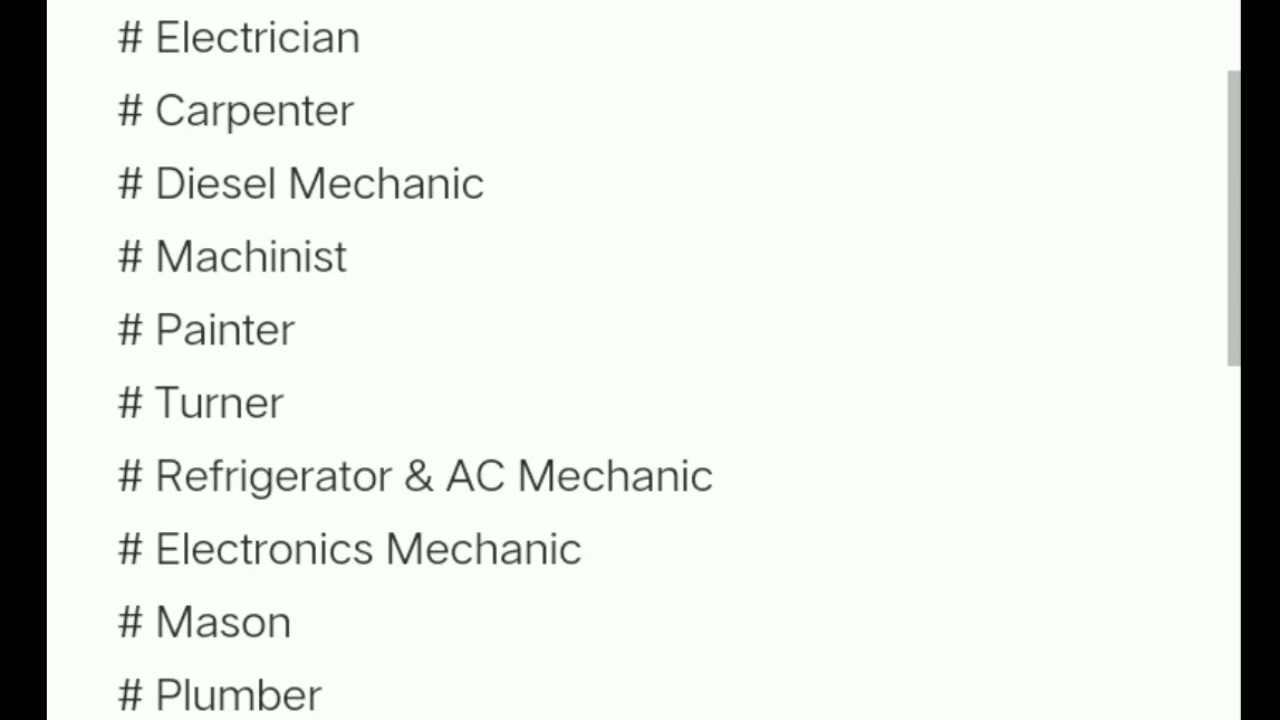 # Electrician
# Carpenter
# Diesel Mechanic
# Machinist
# Painter
# Turner
# Refrigerator & AC Mechanic
# Electronics Mechanic
# Mason
# Plumber